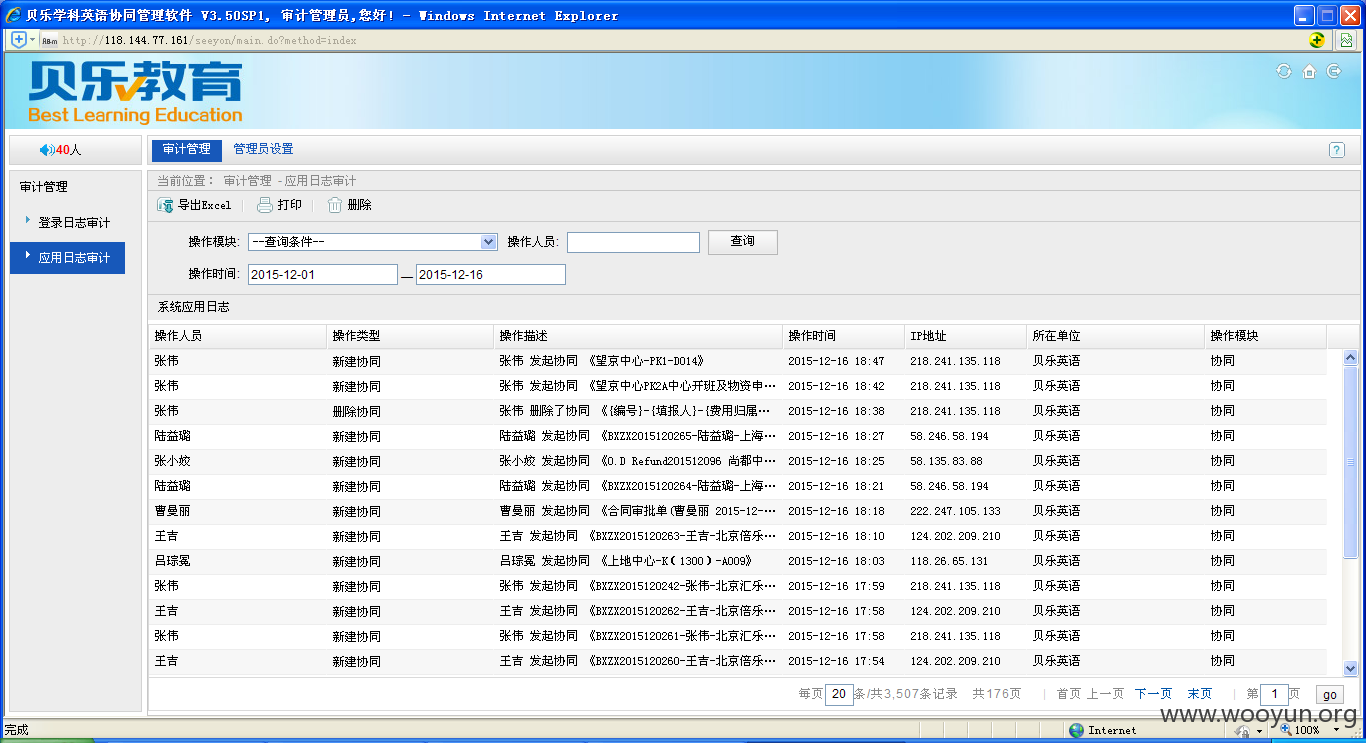 贝乐学科英语协同管理软件 V3.50SP1, 审计管理员,您好! - Windows Internet Explorer
http://118.144.77.161/seeyon/main.do?method=index
贝乐教育
Best Learning Education
40人
审计管理 管理员设置
审计管理
登录日志审计
应用日志审计
当前位置： 审计管理 - 应用日志审计
导出Excel 打印 删除
操作模块: --查询条件-- 操作人员: 查询
操作时间: 2015-12-01 — 2015-12-16
系统应用日志
操作人员 操作类型 操作描述 操作时间 IP地址 所在单位 操作模块
张伟 新建协同 张伟 发起协同 《望京中心-PK1-D014》 2015-12-16 18:47 218.241.135.118 贝乐英语 协同
张伟 新建协同 张伟 发起协同 《望京中心PK2A中心开班及物资申… 2015-12-16 18:42 218.241.135.118 贝乐英语 协同
张伟 删除协同 张伟 删除了协同 《{编号}-{填报人}-{费用归属… 2015-12-16 18:38 218.241.135.118 贝乐英语 协同
陆益璐 新建协同 陆益璐 发起协同 《BXZX2015120265-陆益璐-上海… 2015-12-16 18:27 58.246.58.194 贝乐英语 协同
张小姣 新建协同 张小姣 发起协同 《O.D Refund201512096 尚都中… 2015-12-16 18:25 58.135.83.88 贝乐英语 协同
陆益璐 新建协同 陆益璐 发起协同 《BXZX2015120264-陆益璐-上海… 2015-12-16 18:21 58.246.58.194 贝乐英语 协同
曹曼丽 新建协同 曹曼丽 发起协同 《合同审批单(曹曼丽 2015-12-… 2015-12-16 18:18 222.247.105.133 贝乐英语 协同
王吉 新建协同 王吉 发起协同 《BXZX2015120263-王吉-北京倍乐… 2015-12-16 18:10 124.202.209.210 贝乐英语 协同
吕琮冕 新建协同 吕琮冕 发起协同 《上地中心-K（1300）-A009》 2015-12-16 18:03 118.26.65.131 贝乐英语 协同
张伟 新建协同 张伟 发起协同 《BXZX2015120242-张伟-北京汇乐… 2015-12-16 17:59 218.241.135.118 贝乐英语 协同
王吉 新建协同 王吉 发起协同 《BXZX2015120262-王吉-北京倍乐… 2015-12-16 17:58 124.202.209.210 贝乐英语 协同
张伟 新建协同 张伟 发起协同 《BXZX2015120261-张伟-北京汇乐… 2015-12-16 17:58 218.241.135.118 贝乐英语 协同
王吉 新建协同 王吉 发起协同 《BXZX2015120260-王吉-北京倍乐… 2015-12-16 17:54 124.202.209.210 贝乐英语 协同
每页 20 条/共3,507条记录 共176页 首页 上一页 下一页 末页 第 1 页 go
www.wooyun.org
完成 Internet 100%